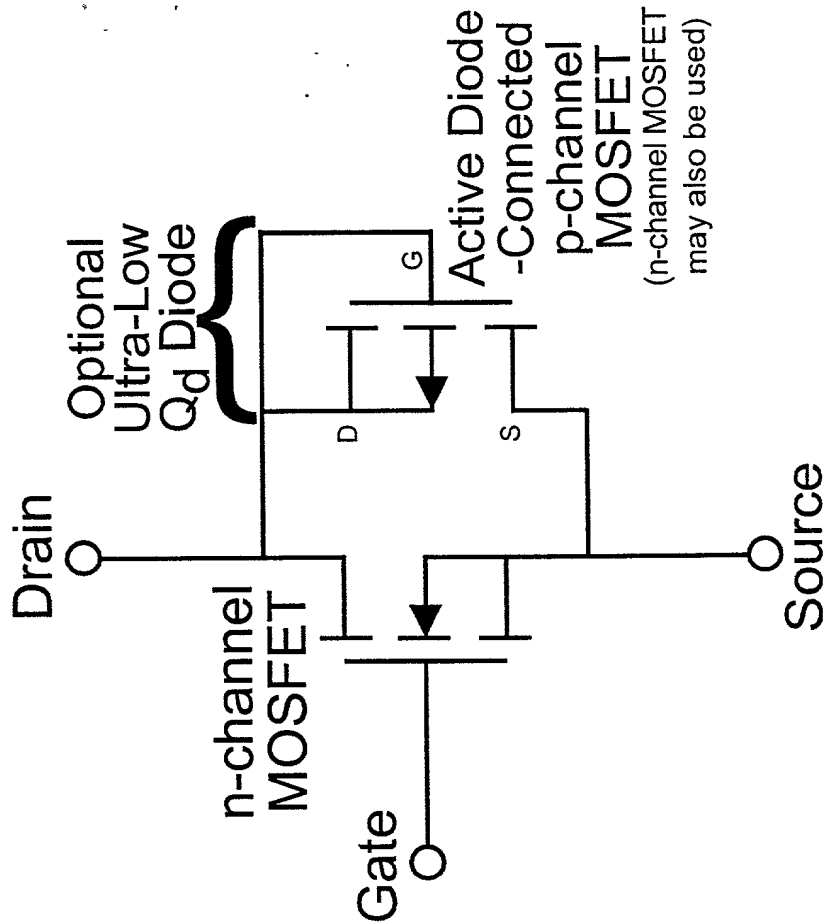 Drain
Optional
Ultra-Low
Qd Diode
n-channel
MOSFET
D
G
S
Active Diode
-Connected
p-channel
MOSFET
(n-channel MOSFET
may also be used)
Gate
Source